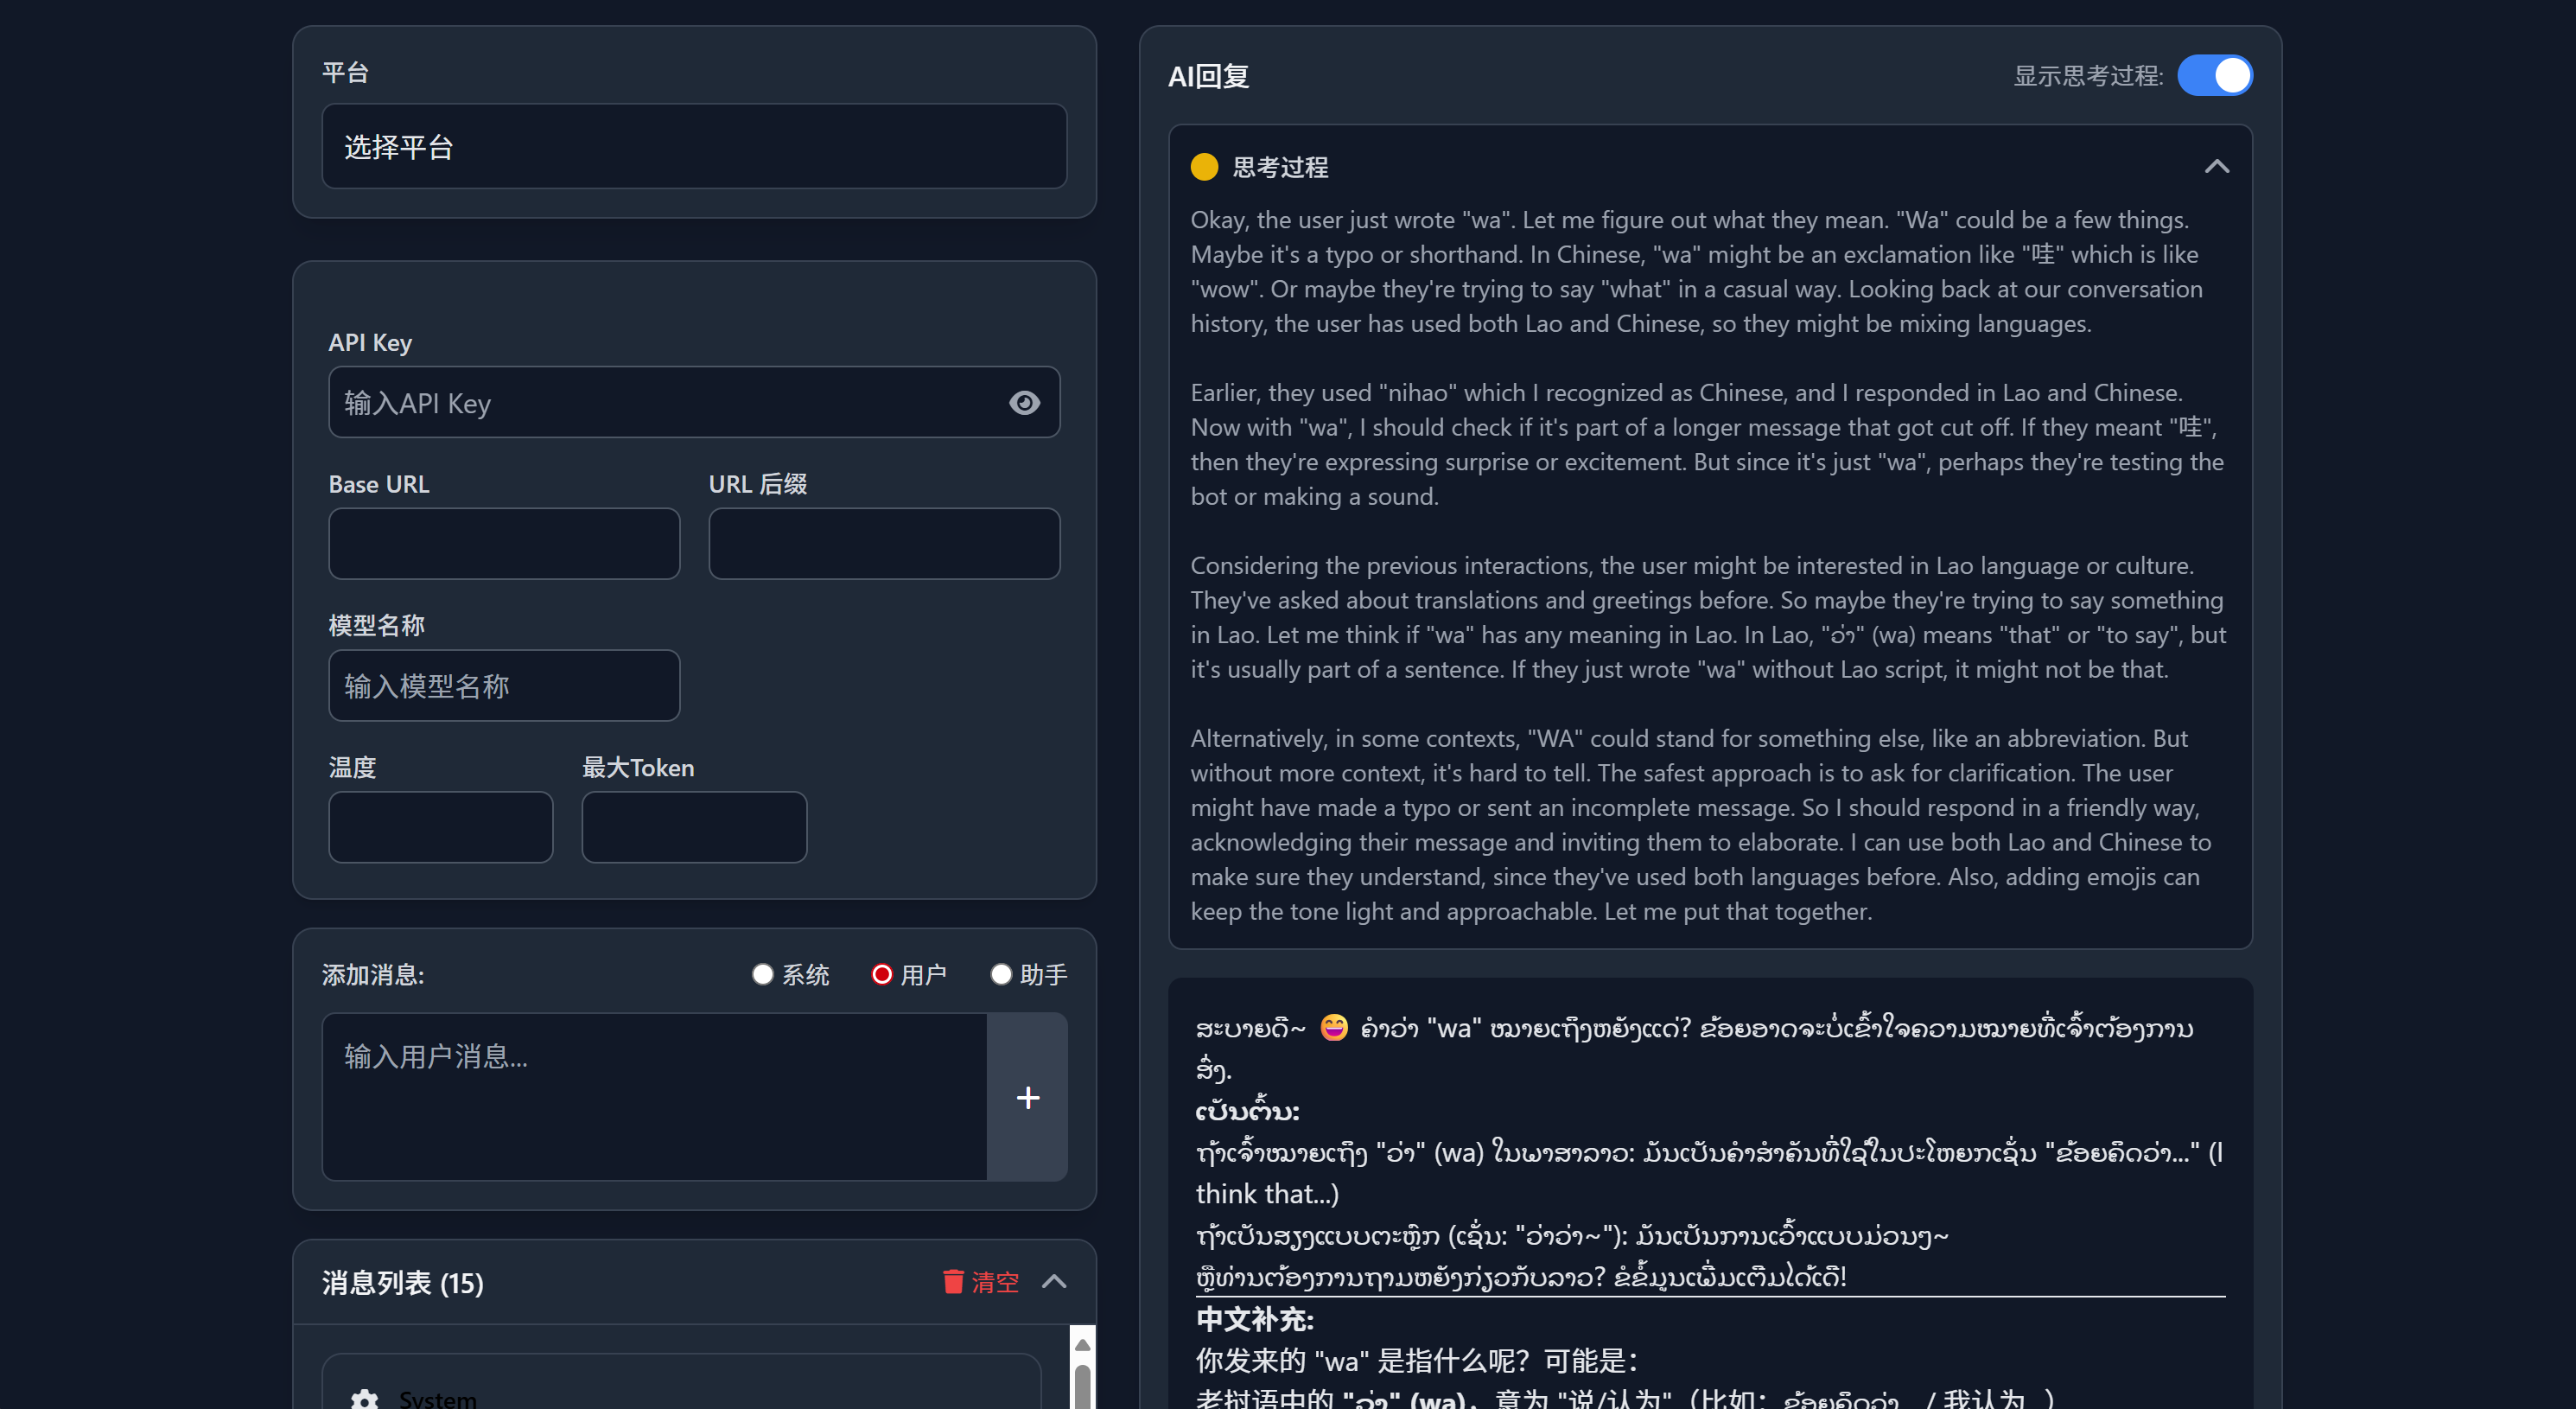 平台
选择平台
API Key
输入API Key
Base URL
URL 后缀
模型名称
输入模型名称
温度
最大Token
添加消息:
系统
用户
助手
输入用户消息...
消息列表 (15)
清空
System
AI回复
显示思考过程:
思考过程
Okay, the user just wrote "wa". Let me figure out what they mean. "Wa" could be a few things.
Maybe it's a typo or shorthand. In Chinese, "wa" might be an exclamation like "哇" which is like
"wow". Or maybe they're trying to say "what" in a casual way. Looking back at our conversation
history, the user has used both Lao and Chinese, so they might be mixing languages.
Earlier, they used "nihao" which I recognized as Chinese, and I responded in Lao and Chinese.
Now with "wa", I should check if it's part of a longer message that got cut off. If they meant "哇",
then they're expressing surprise or excitement. But since it's just "wa", perhaps they're testing the
bot or making a sound.
Considering the previous interactions, the user might be interested in Lao language or culture.
They've asked about translations and greetings before. So maybe they're trying to say something
in Lao. Let me think if "wa" has any meaning in Lao. In Lao, "ວ່າ" (wa) means "that" or "to say", but
it's usually part of a sentence. If they just wrote "wa" without Lao script, it might not be that.
Alternatively, in some contexts, "WA" could stand for something else, like an abbreviation. But
without more context, it's hard to tell. The safest approach is to ask for clarification. The user
might have made a typo or sent an incomplete message. So I should respond in a friendly way,
acknowledging their message and inviting them to elaborate. I can use both Lao and Chinese to
make sure they understand, since they've used both languages before. Also, adding emojis can
keep the tone light and approachable. Let me put that together.
ສະບາຍດີ~ 😄 ຄຳວ່າ "wa" ໝາຍເຖິງຫຍັງແດ່? ຂ້ອຍອາດຈະບໍ່ເຂົ້າໃຈຄວາມໝາຍທີ່ເຈົ້າຕ້ອງການ
ສົ່ງ.
ເປັນຕົ້ນ:
ຖ້າເຈົ້າໝາຍເຖິງ "ວ່າ" (wa) ໃນພາສາລາວ: ມັນເປັນຄຳສຳຄັນທີ່ໃຊ້ໃນປະໂຫຍກເຊັ່ນ "ຂ້ອຍຄິດວ່າ..." (I
think that...)
ຖ້າເປັນສຽງແບບຕະຫຼົກ (ເຊັ່ນ: "ວ່າວ່າ~"): ມັນເປັນການເວົ້າແບບມ່ວນໆ~
ຫຼືທ່ານຕ້ອງການຖາມຫຍັງກ່ຽວກັບລາວ? ຂໍຂໍ້ມູນເພີ່ມເຕີມໄດ້ເດີ!
中文补充:
你发来的 "wa" 是指什么呢？可能是：
老挝语中的 "ວ່າ" (wa)，意为 "说/认为"（比如：ຂ້ອຍຄິດວ່າ... / 我认为...）